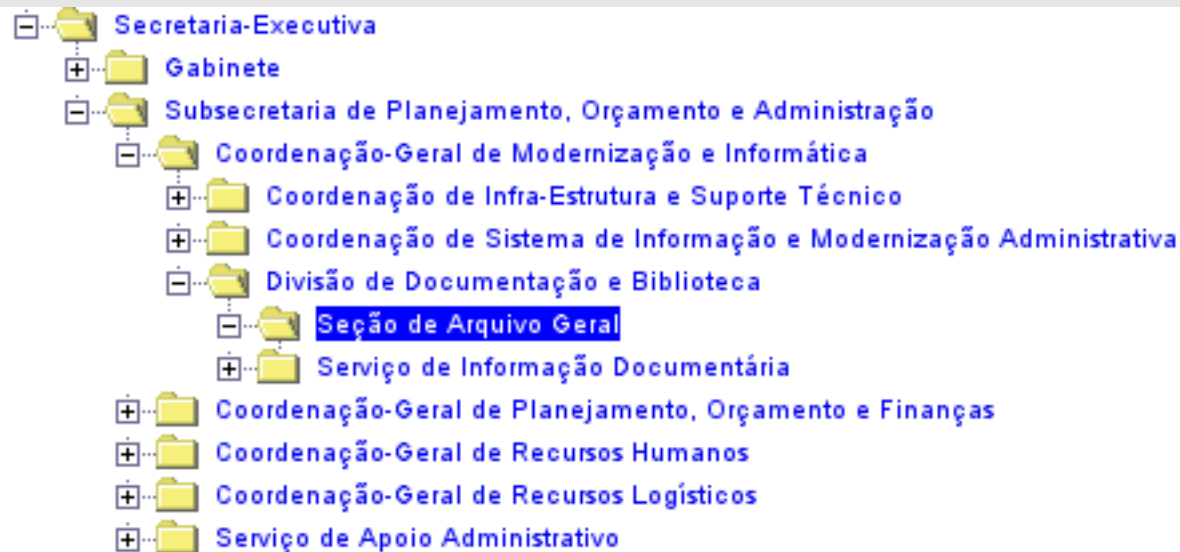 Secretaria-Executiva
Gabinete
Subsecretaria de Planejamento, Orçamento e Administração
Coordenação-Geral de Modernização e Informática
Coordenação de Infra-Estrutura e Suporte Técnico
Coordenação de Sistema de Informação e Modernização Administrativa
Divisão de Documentação e Biblioteca
Seção de Arquivo Geral
Serviço de Informação Documentária
Coordenação-Geral de Planejamento, Orçamento e Finanças
Coordenação-Geral de Recursos Humanos
Coordenação-Geral de Recursos Logísticos
Serviço de Apoio Administrativo